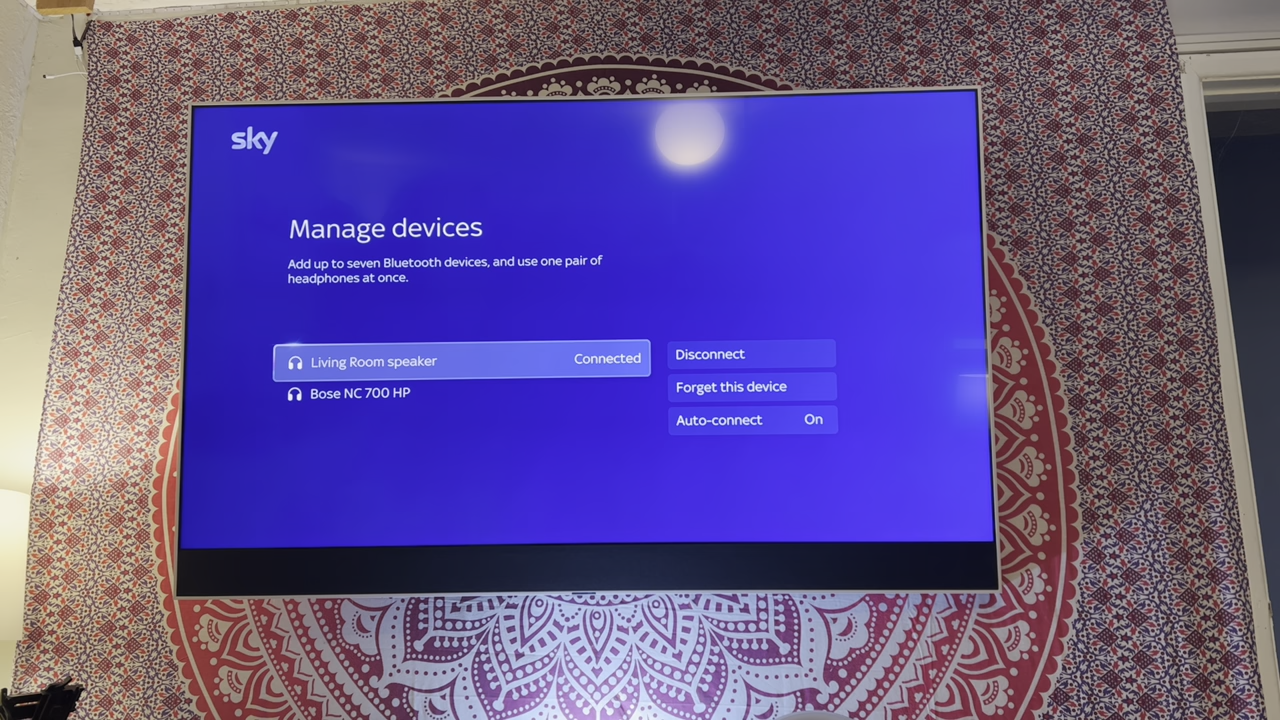 sky
Manage devices
Add up to seven Bluetooth devices, and use one pair of
headphones at once.
Living Room speaker Connected
Bose NC 700 HP
Disconnect
Forget this device
Auto-connect On